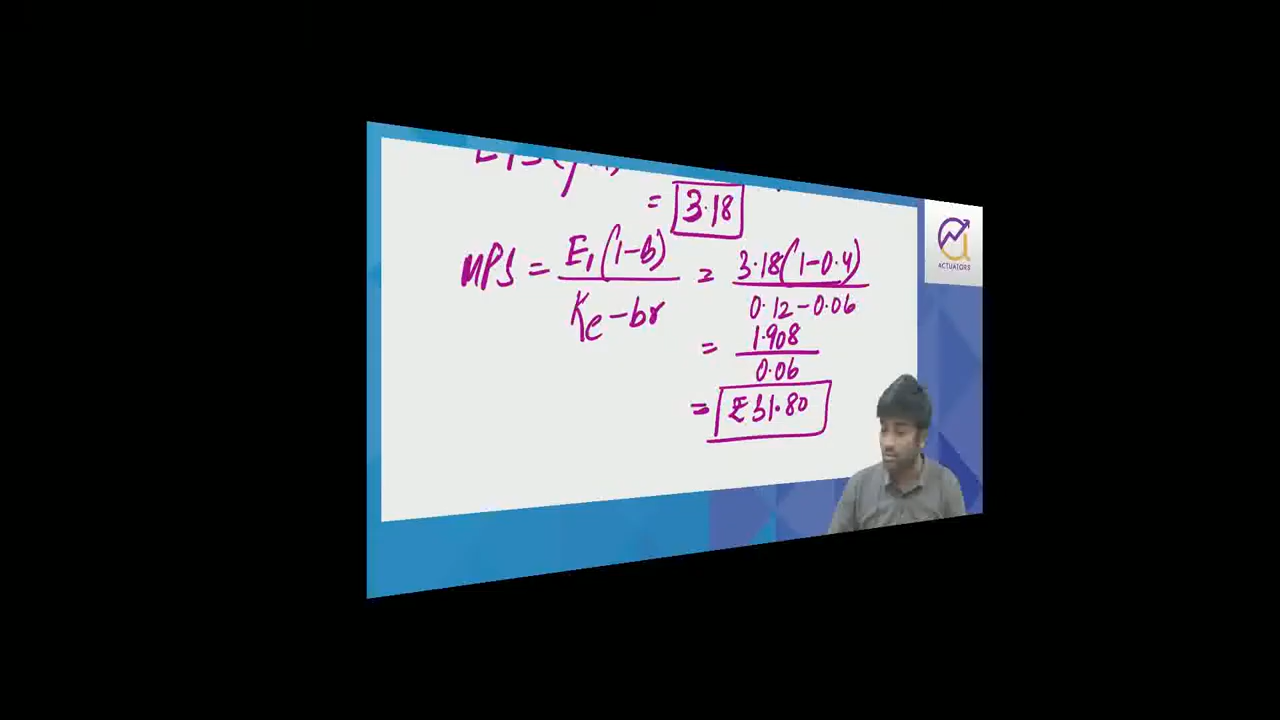 = 3.18
MPS = E₁(1-b) / Ke-br = 3.18(1-0.4) / 0.12-0.06
= 1.908 / 0.06
= ₹31.80
ACTUATORS